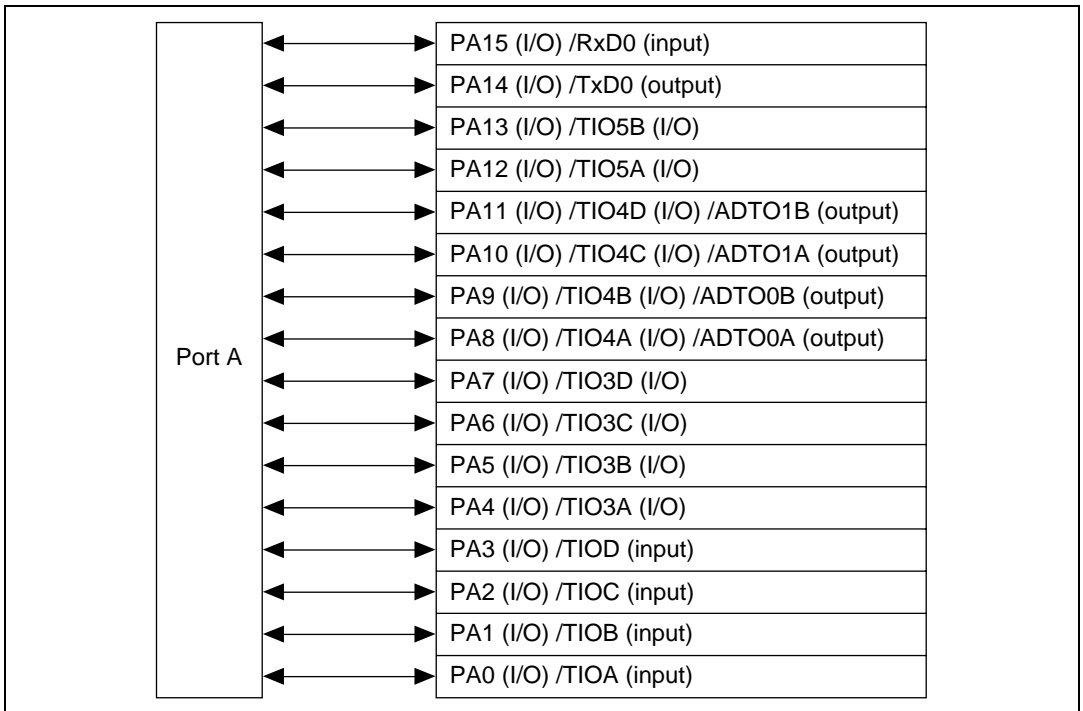 PA15 (I/O) /RxD0 (input)
PA14 (I/O) /TxD0 (output)
PA13 (I/O) /TIO5B (I/O)
PA12 (I/O) /TIO5A (I/O)
PA11 (I/O) /TIO4D (I/O) /ADTO1B (output)
PA10 (I/O) /TIO4C (I/O) /ADTO1A (output)
PA9 (I/O) /TIO4B (I/O) /ADTO0B (output)
PA8 (I/O) /TIO4A (I/O) /ADTO0A (output)
Port A
PA7 (I/O) /TIO3D (I/O)
PA6 (I/O) /TIO3C (I/O)
PA5 (I/O) /TIO3B (I/O)
PA4 (I/O) /TIO3A (I/O)
PA3 (I/O) /TIOD (input)
PA2 (I/O) /TIOC (input)
PA1 (I/O) /TIOB (input)
PA0 (I/O) /TIOA (input)